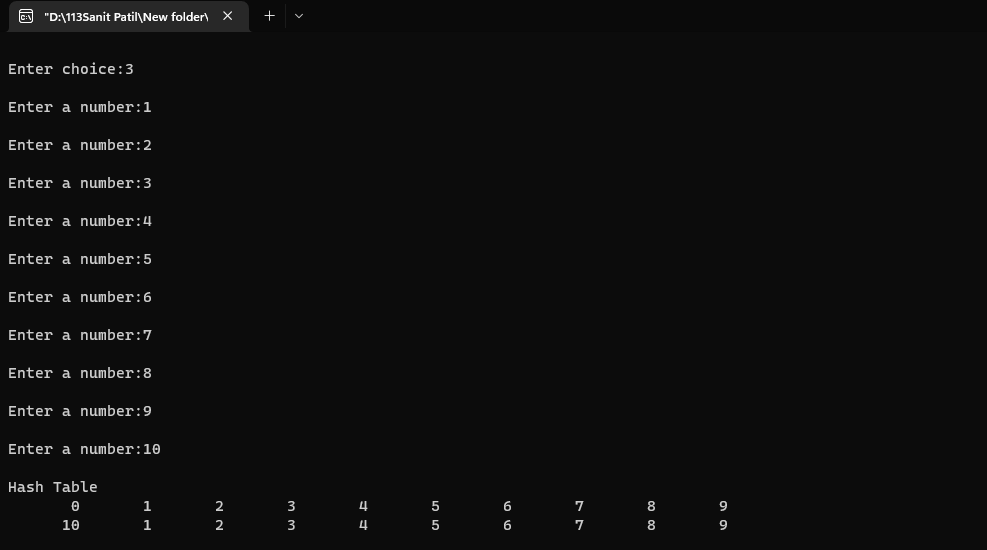 "D:\113Sanit Patil\New folder\
Enter choice:3
Enter a number:1
Enter a number:2
Enter a number:3
Enter a number:4
Enter a number:5
Enter a number:6
Enter a number:7
Enter a number:8
Enter a number:9
Enter a number:10
Hash Table
0 1 2 3 4 5 6 7 8 9
10 1 2 3 4 5 6 7 8 9